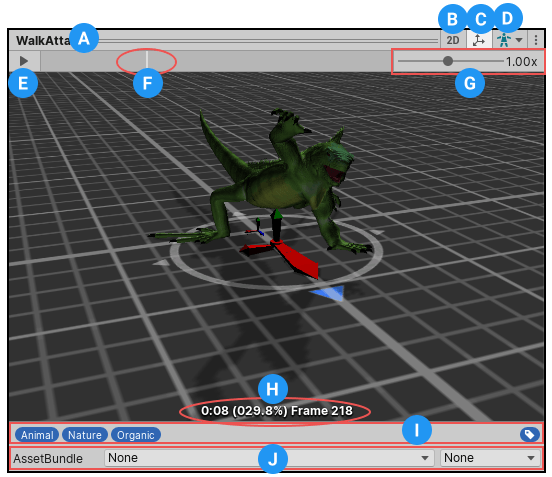 B C D
WalkAtta A 2D
E F G 1.00x
H
0:08 (029.8%) Frame 218
I
Animal Nature Organic
AssetBundle None J None